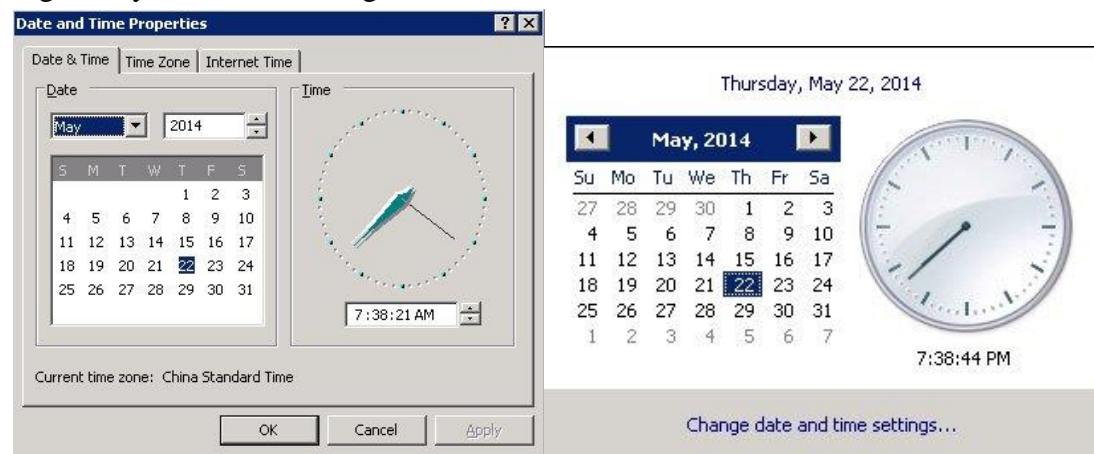 Date and Time Properties
Date & Time Time Zone Internet Time
Date
May 2014
S M T W T F S
1 2 3
4 5 6 7 8 9 10
11 12 13 14 15 16 17
18 19 20 21 22 23 24
25 26 27 28 29 30 31
Time
7:38:21 AM
Current time zone: China Standard Time
OK Cancel Apply
Thursday, May 22, 2014
May, 2014
Su Mo Tu We Th Fr Sa
27 28 29 30 1 2 3
4 5 6 7 8 9 10
11 12 13 14 15 16 17
18 19 20 21 22 23 24
25 26 27 28 29 30 31
1 2 3 4 5 6 7
7:38:44 PM
Change date and time settings...